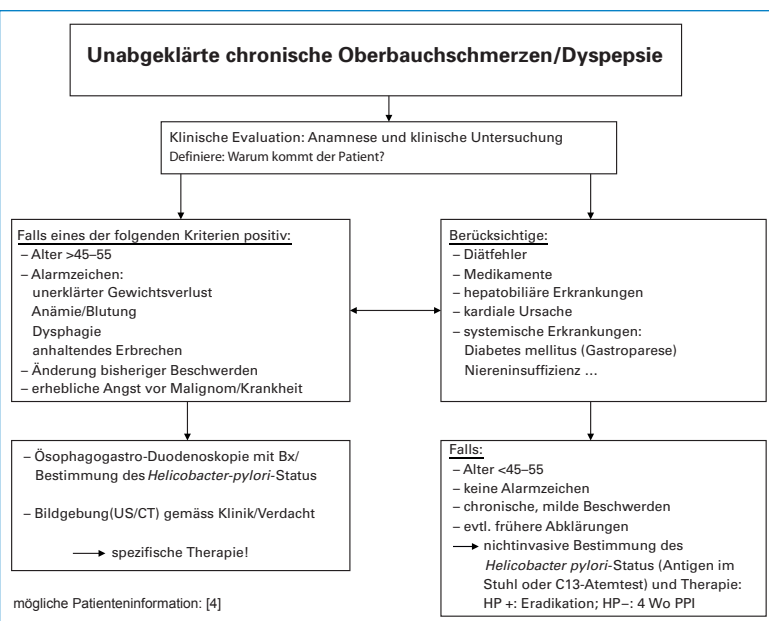 Unabgeklärte chronische Oberbauchschmerzen/Dyspepsie
Klinische Evaluation: Anamnese und klinische Untersuchung
Definiere: Warum kommt der Patient?
Falls eines der folgenden Kriterien positiv:
– Alter >45–55
– Alarmzeichen:
unerklärter Gewichtsverlust
Anämie/Blutung
Dysphagie
anhaltendes Erbrechen
– Änderung bisheriger Beschwerden
– erhebliche Angst vor Malignom/Krankheit
Berücksichtige:
– Diätfehler
– Medikamente
– hepatobiliäre Erkrankungen
– kardiale Ursache
– systemische Erkrankungen:
Diabetes mellitus (Gastroparese)
Niereninsuffizienz ...
– Ösophagogastro-Duodenoskopie mit Bx/
Bestimmung des Helicobacter-pylori-Status
– Bildgebung(US/CT) gemäss Klinik/Verdacht
→ spezifische Therapie!
mögliche Patienteninformation: [4]
Falls:
– Alter <45–55
– keine Alarmzeichen
– chronische, milde Beschwerden
– evtl. frühere Abklärungen
→ nichtinvasive Bestimmung des
Helicobacter pylori-Status (Antigen im
Stuhl oder C13-Atemtest) und Therapie:
HP +: Eradikation; HP–: 4 Wo PPI